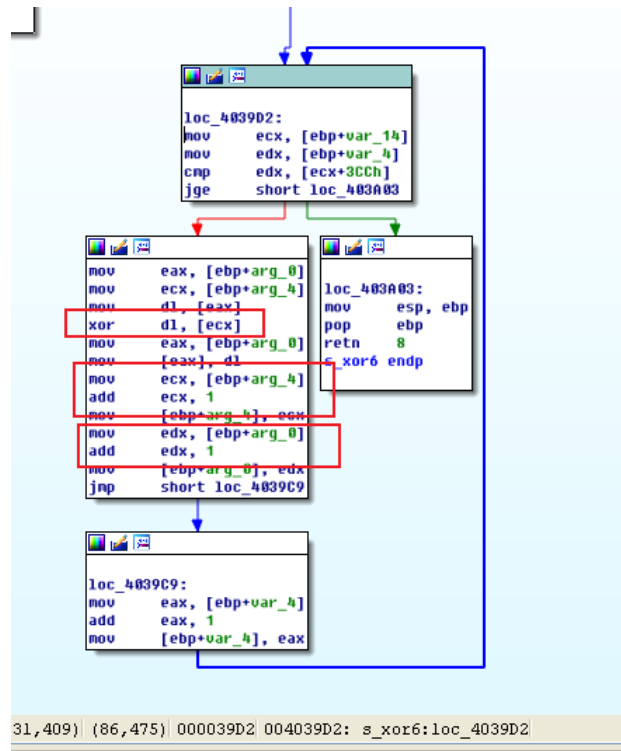 loc_4039D2:
mov ecx, [ebp+var_14]
mov edx, [ebp+var_4]
cmp edx, [ecx+3CCh]
jge short loc_403A03
mov eax, [ebp+arg_0]
mov ecx, [ebp+arg_4]
mov dl, [eax]
xor dl, [ecx]
mov eax, [ebp+arg_0]
mov [eax], dl
mov ecx, [ebp+arg_4]
add ecx, 1
mov [ebp+arg_4], ecx
mov edx, [ebp+arg_0]
add edx, 1
mov [ebp+arg_0], edx
jmp short loc_4039C9
loc_403A03:
mov esp, ebp
pop ebp
retn 8
s_xor6 endp
loc_4039C9:
mov eax, [ebp+var_4]
add eax, 1
mov [ebp+var_4], eax
31,409) (86,475) 000039D2 004039D2: s_xor6:loc_4039D2